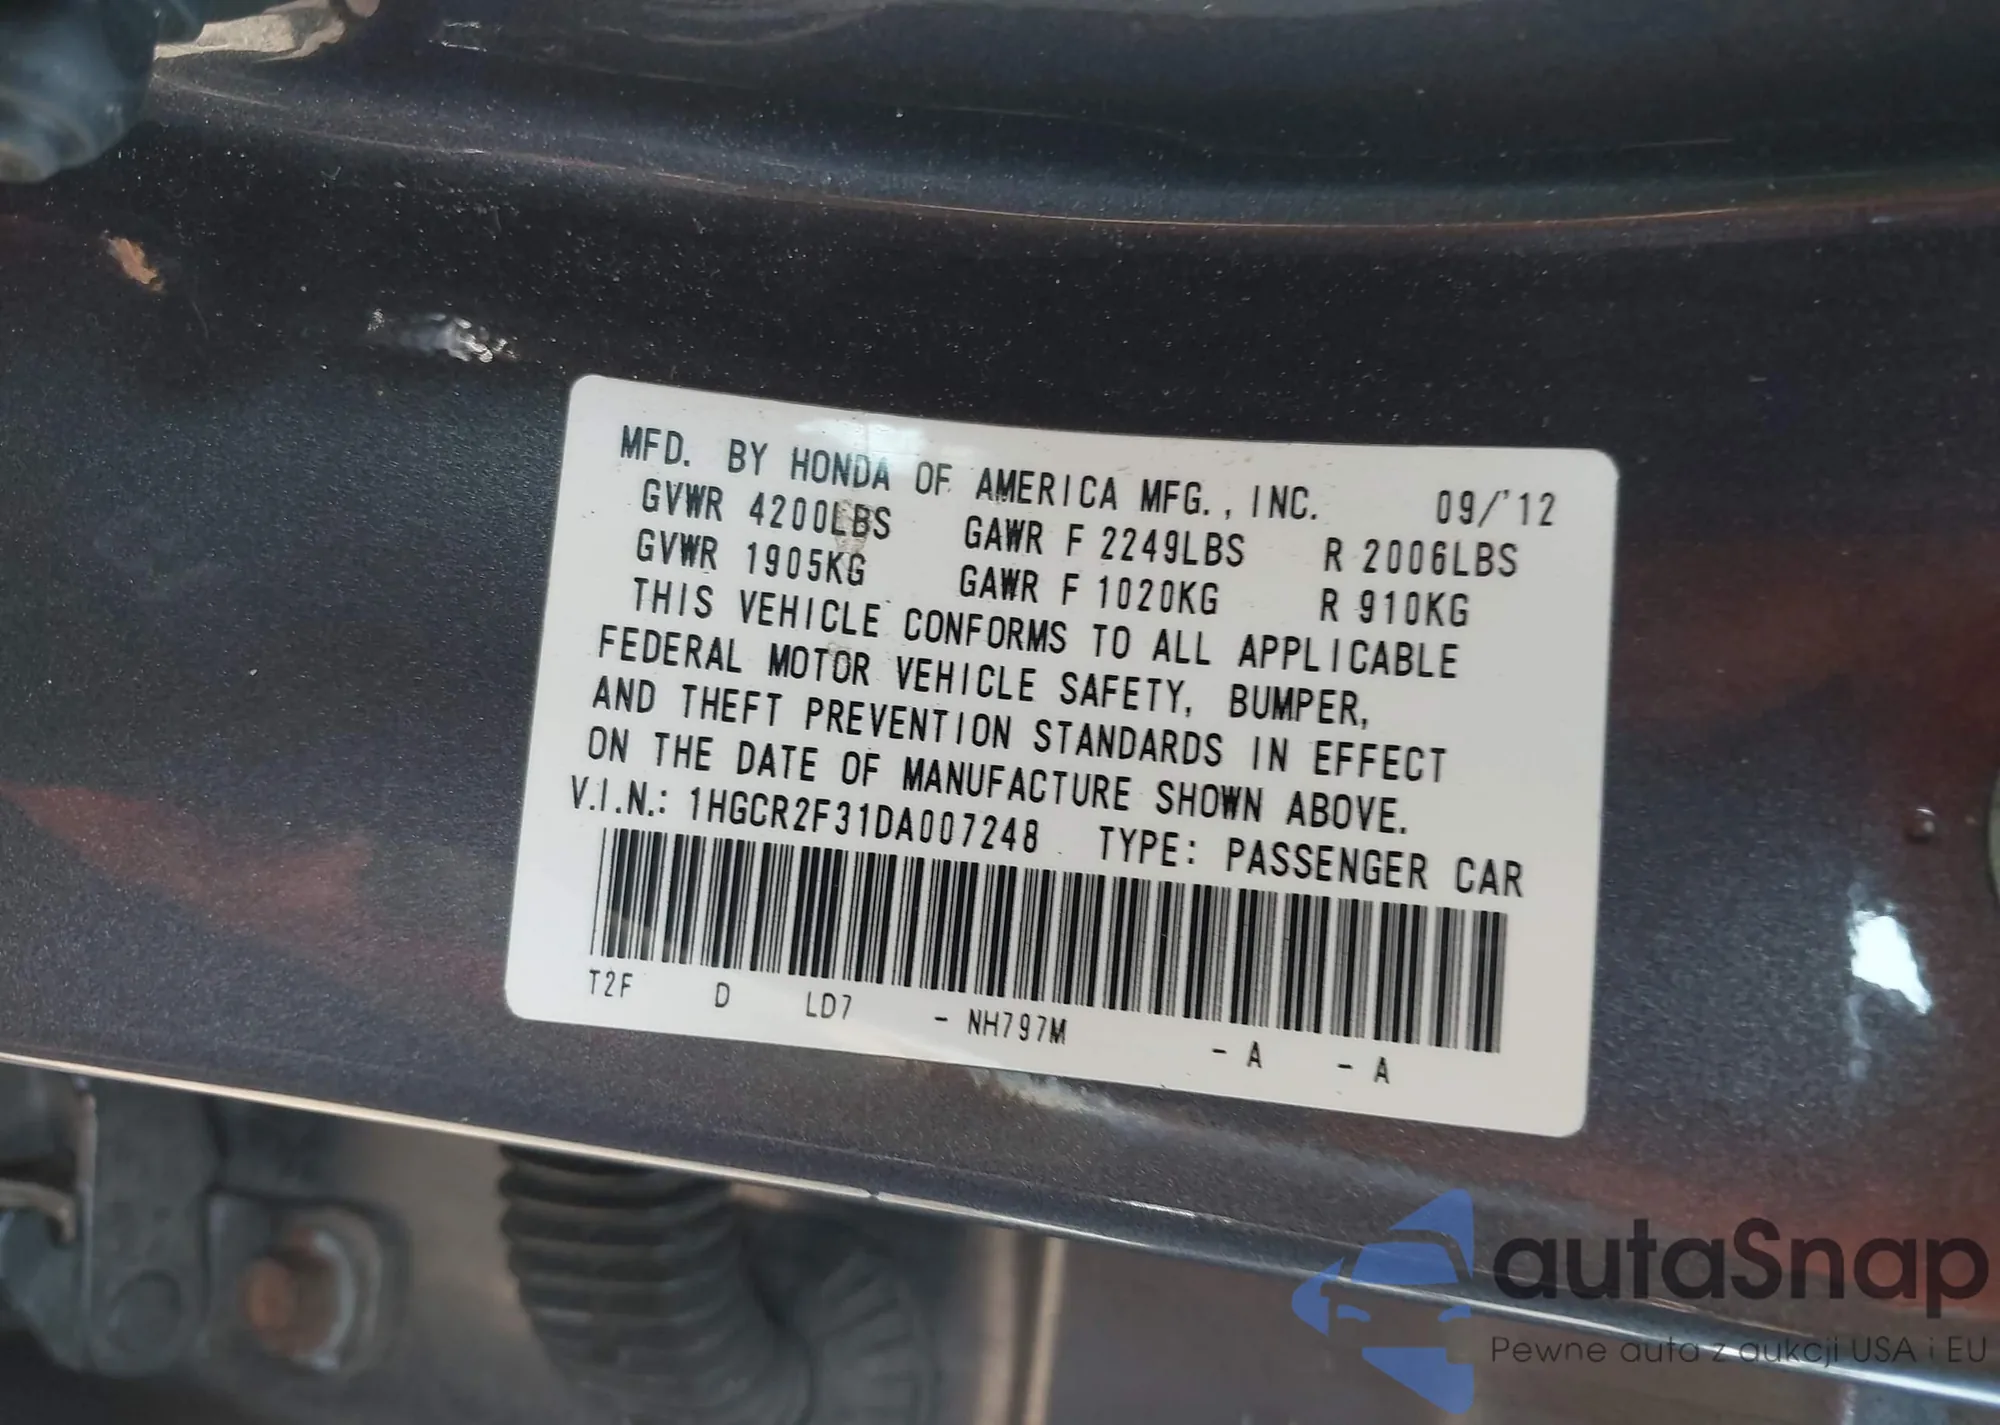 MFD. BY HONDA OF AMERICA MFG., INC. 09/'12
GVWR 4200LBS GAWR F 2249LBS R 2006LBS
GVWR 1905KG GAWR F 1020KG R 910KG
THIS VEHICLE CONFORMS TO ALL APPLICABLE
FEDERAL MOTOR VEHICLE SAFETY, BUMPER,
AND THEFT PREVENTION STANDARDS IN EFFECT
ON THE DATE OF MANUFACTURE SHOWN ABOVE.
V.I.N.: 1HGCR2F31DA007248 TYPE: PASSENGER CAR
T2F D LD7 - NH797M - A - A
autaSnap
Pewne auta z aukcji USA i EU